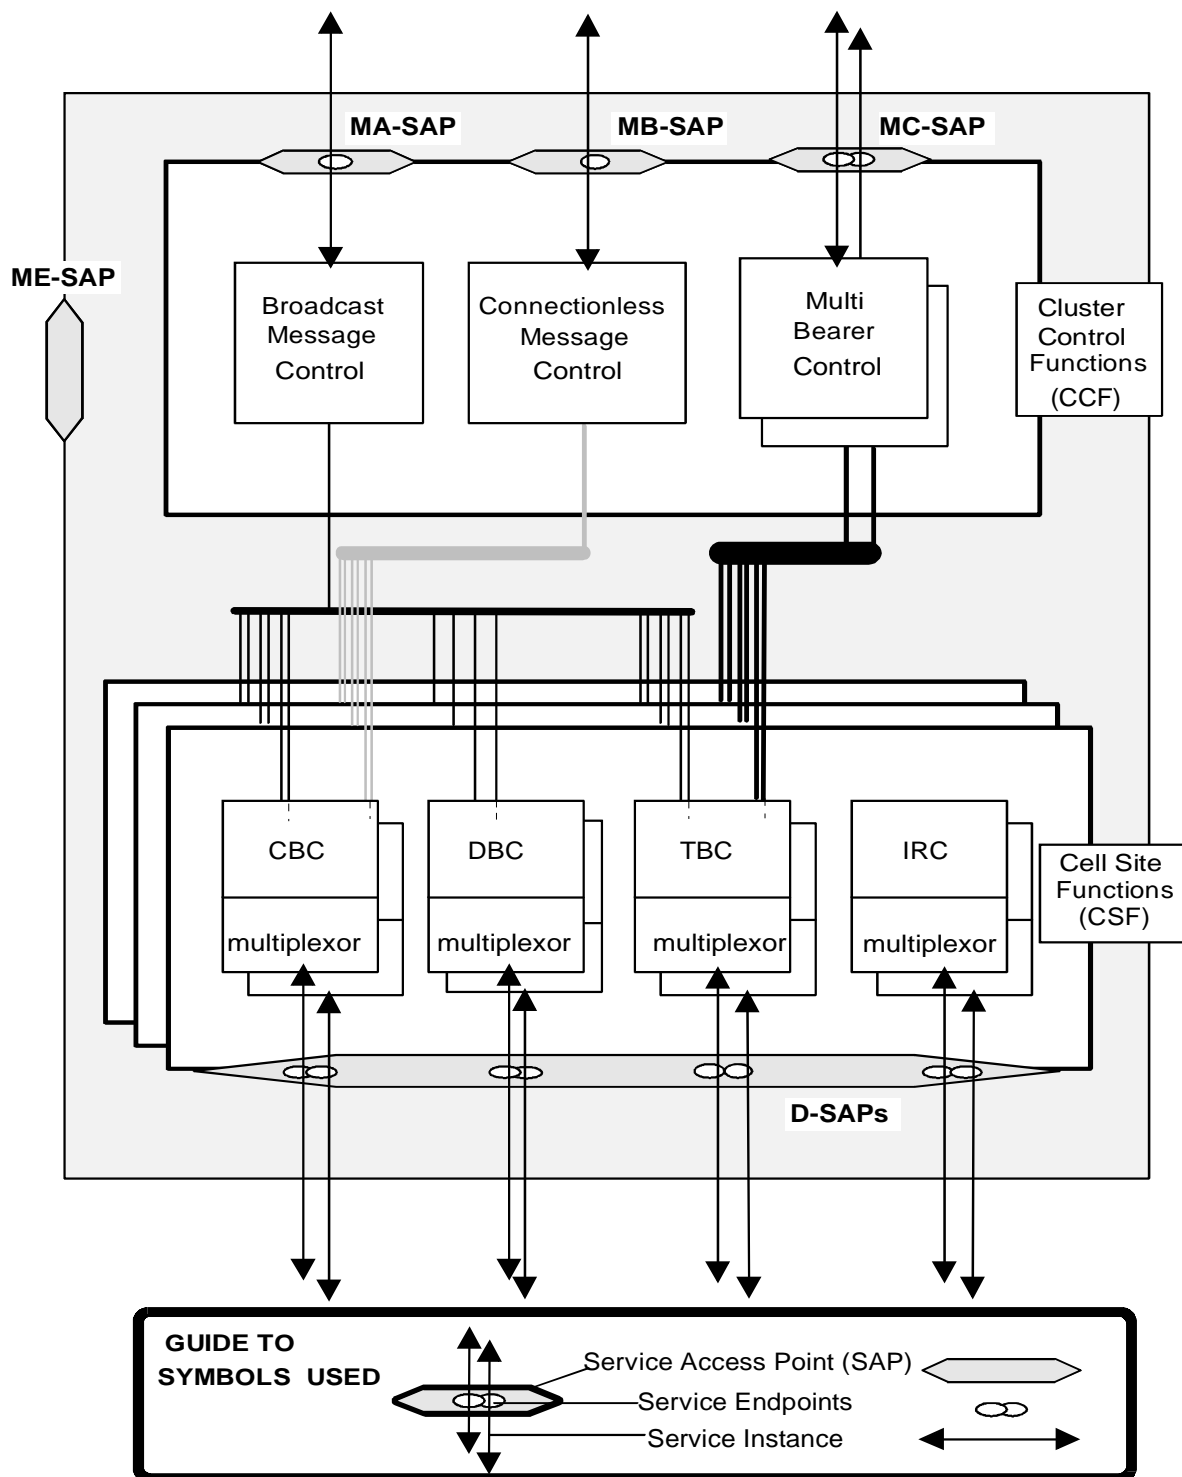 MA-SAP
MB-SAP
MC-SAP
ME-SAP
Broadcast
Message
Control
Connectionless
Message
Control
Multi
Bearer
Control
Cluster
Control
Functions
(CCF)
CBC
DBC
TBC
IRC
multiplexor
multiplexor
multiplexor
multiplexor
Cell Site
Functions
(CSF)
D-SAPs
GUIDE TO
SYMBOLS USED
Service Access Point (SAP)
Service Endpoints
Service Instance